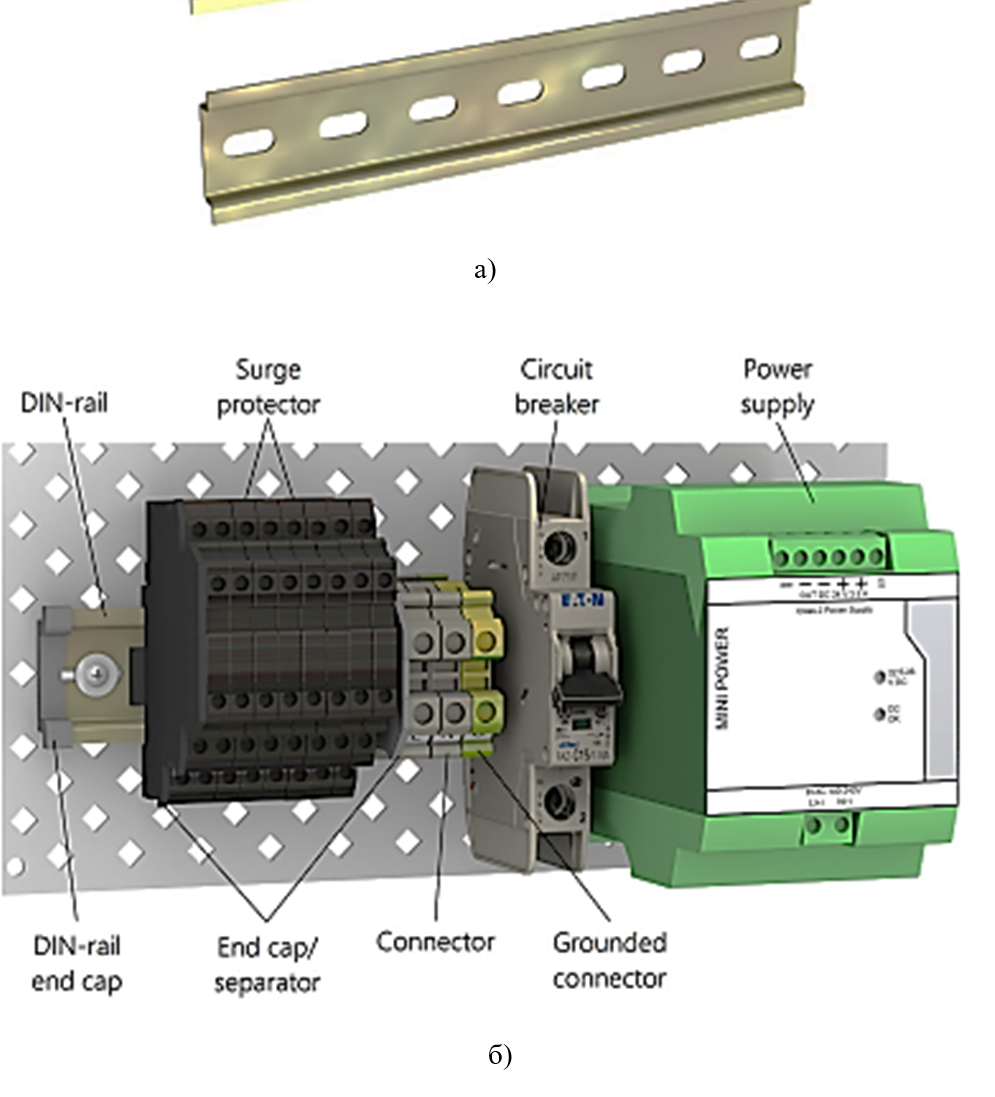 а)
Surge
protector
DIN-rail
Circuit
breaker
Power
supply
EATON
MINI POWER
DIN-rail
end cap
End cap/
separator
Connector
Grounded
connector
б)